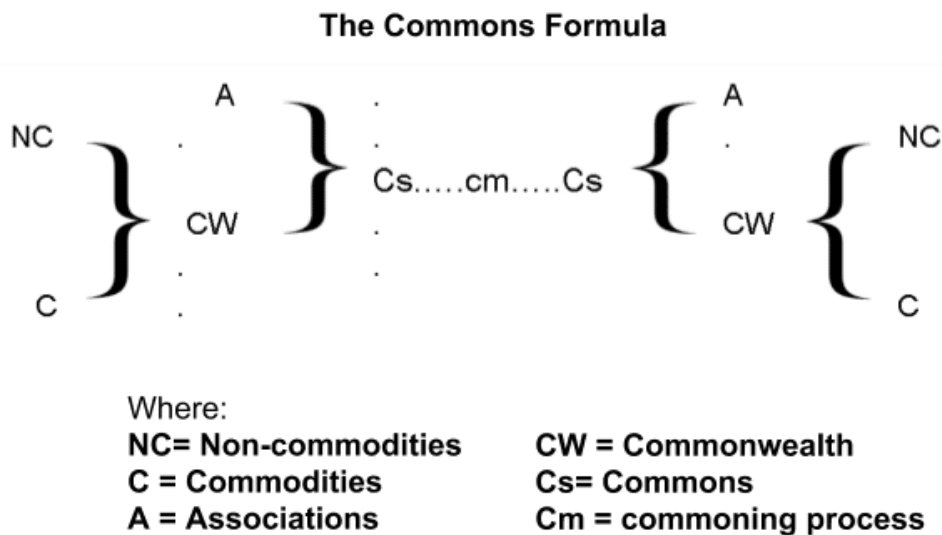 The Commons Formula
A . A
NC . . . NC
Cs.....cm.....Cs
CW . CW
. .
C . C
Where:
NC= Non-commodities CW = Commonwealth
C = Commodities Cs= Commons
A = Associations Cm = commoning process